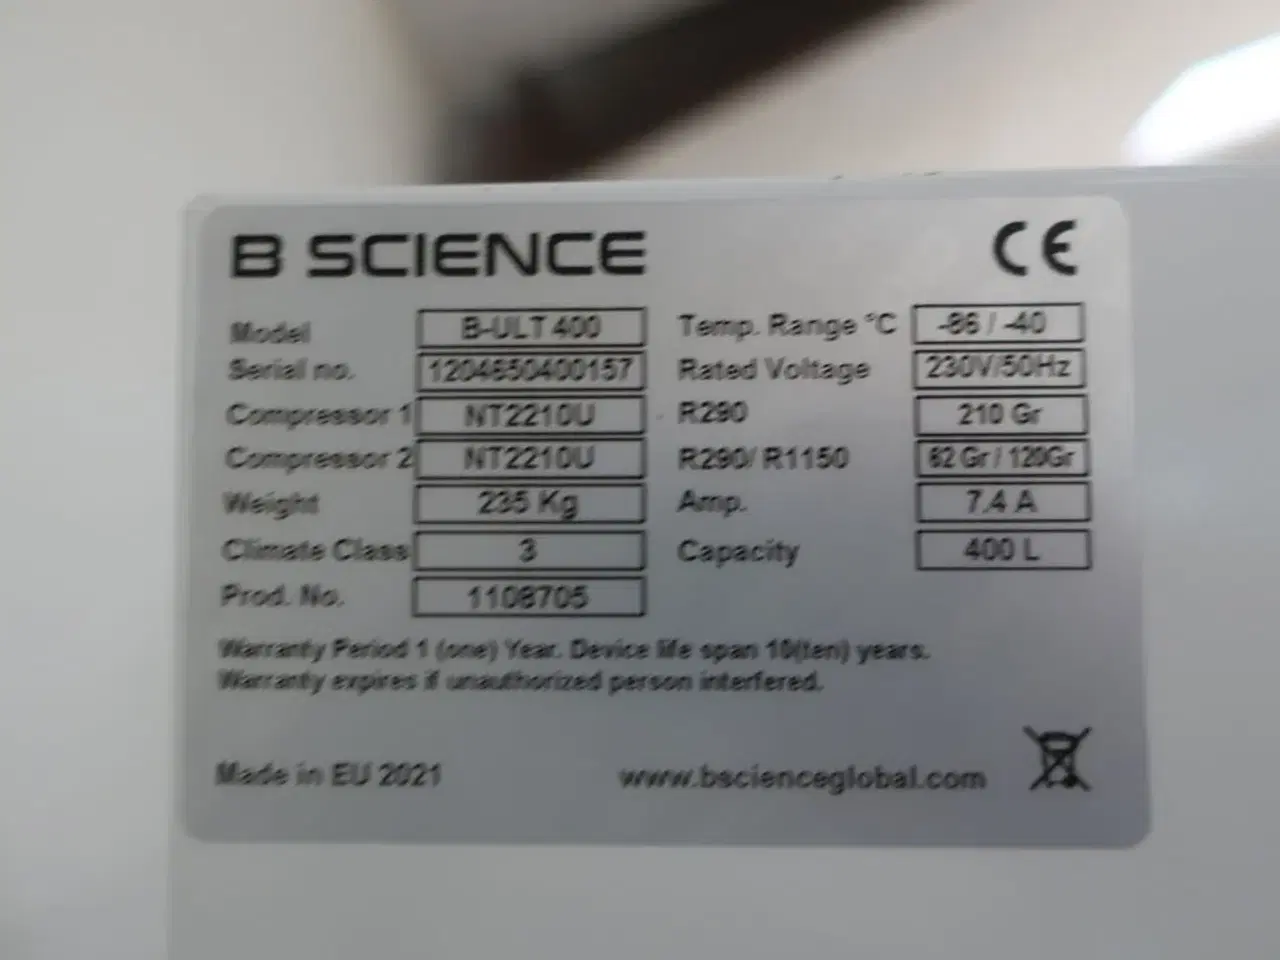 B SCIENCE CE
Model B-ULT 400 Temp. Range °C -86 / -40
Serial no. 1204650400157 Rated Voltage 230V/50Hz
Compressor 1 NT2210U R290 210 Gr
Compressor 2 NT2210U R290/ R1150 62 Gr / 120Gr
Weight 235 Kg Amp. 7.4 A
Climate Class 3 Capacity 400 L
Prod. No. 1108705
Warranty Period 1 (one) Year. Device life span 10(ten) years.
Warranty expires if unauthorized person interfered.
Made in EU 2021 www.bscienceglobal.com